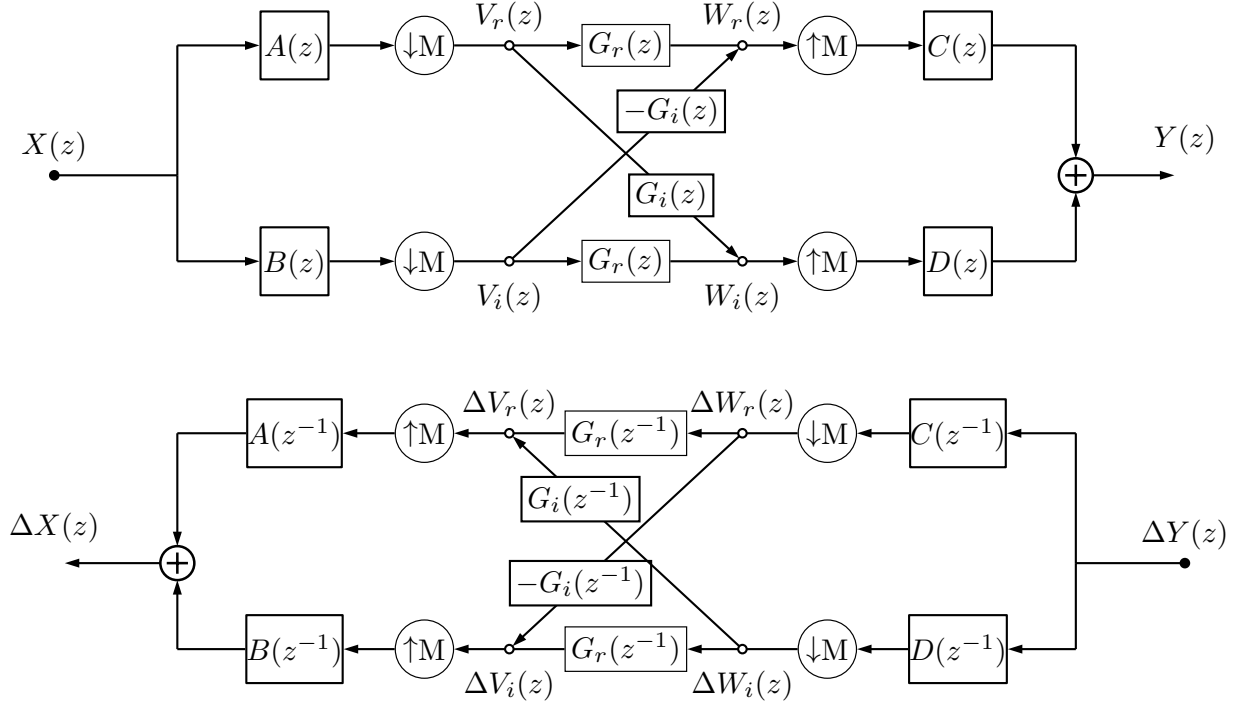 V_r(z) W_r(z)
A(z) ↓M G_r(z) ↑M C(z)
−G_i(z)
X(z) + Y(z)
G_i(z)
B(z) ↓M G_r(z) ↑M D(z)
V_i(z) W_i(z)
ΔV_r(z) ΔW_r(z)
A(z^{-1}) ↑M G_r(z^{-1}) ↓M C(z^{-1})
G_i(z^{-1})
ΔX(z) + ΔY(z)
−G_i(z^{-1})
B(z^{-1}) ↑M G_r(z^{-1}) ↓M D(z^{-1})
ΔV_i(z) ΔW_i(z)